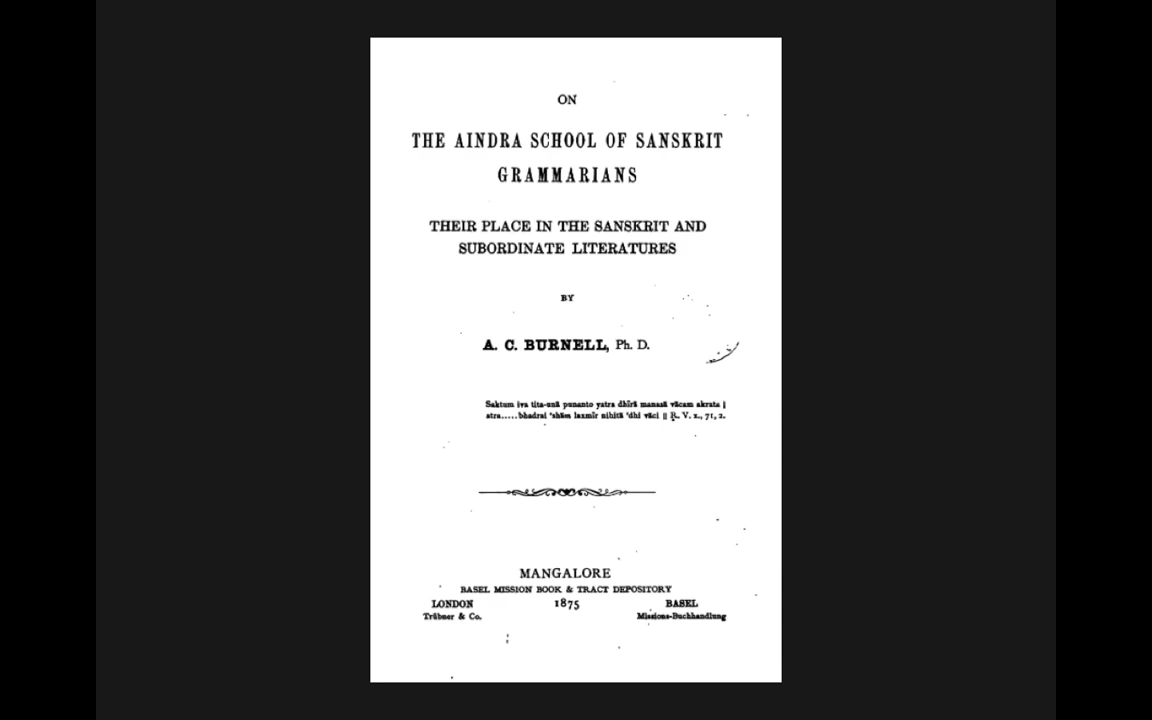 ON
THE AINDRA SCHOOL OF SANSKRIT
GRAMMARIANS
THEIR PLACE IN THE SANSKRIT AND
SUBORDINATE LITERATURES
BY
A. C. BURNELL, Ph. D.
Saktum iva tita-unā punanto yatra dhīrā manasā vācam akrata |
atra.....bhadrai 'shām laxmīr nihitā 'dhi vāci || R. V. x., 71, 2.
MANGALORE
BASEL MISSION BOOK & TRACT DEPOSITORY
LONDON 1875 BASEL
Trübner & Co. Missions-Buchhandlung